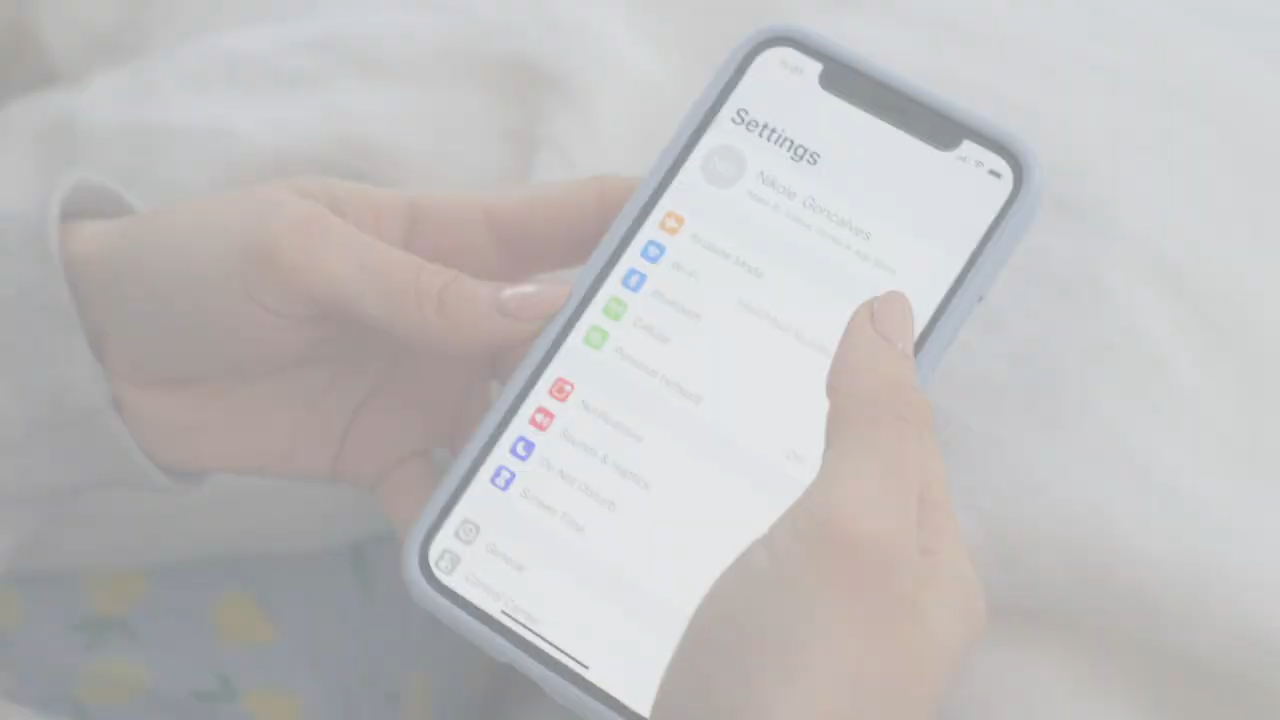 Settings
Nikole Gonçalves
Airplane Mode
Wi-Fi
Bluetooth
Cellular
Personal Hotspot
Notifications
Sounds & Haptics
Do Not Disturb
Screen Time
General
Control Center